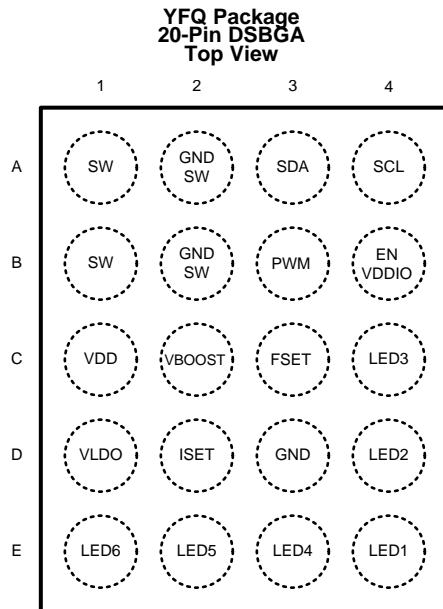 YFQ Package
20-Pin DSBGA
Top View
1 2 3 4
A SW GND SW SDA SCL
B SW GND SW PWM EN VDDIO
C VDD VBOOST FSET LED3
D VLDO ISET GND LED2
E LED6 LED5 LED4 LED1